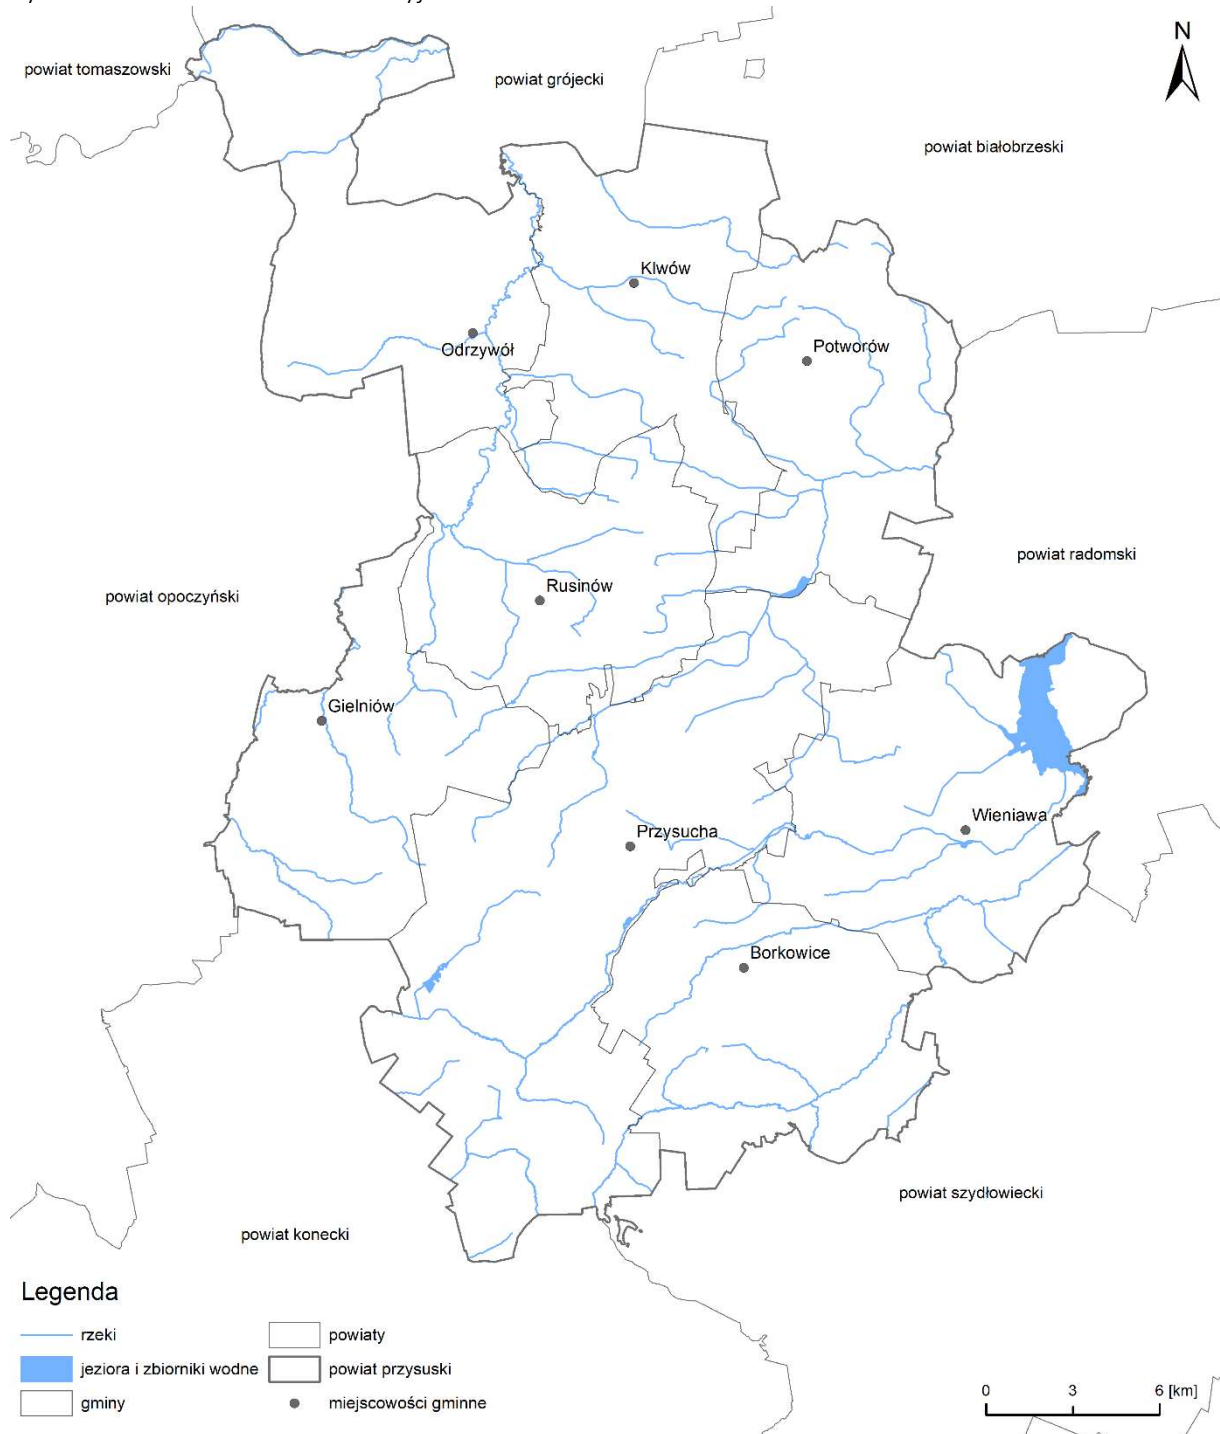 N
powiat tomaszowski
powiat grójecki
powiat białobrzeski
Klwów
Odrzywół
Potworów
powiat radomski
powiat opoczyński
Rusinów
Gielniów
Wieniawa
Przysucha
Borkowice
powiat szydłowiecki
powiat konecki
Legenda
rzeki
jeziora i zbiorniki wodne
gminy
powiaty
powiat przysuski
miejscowości gminne
0 3 6 [km]